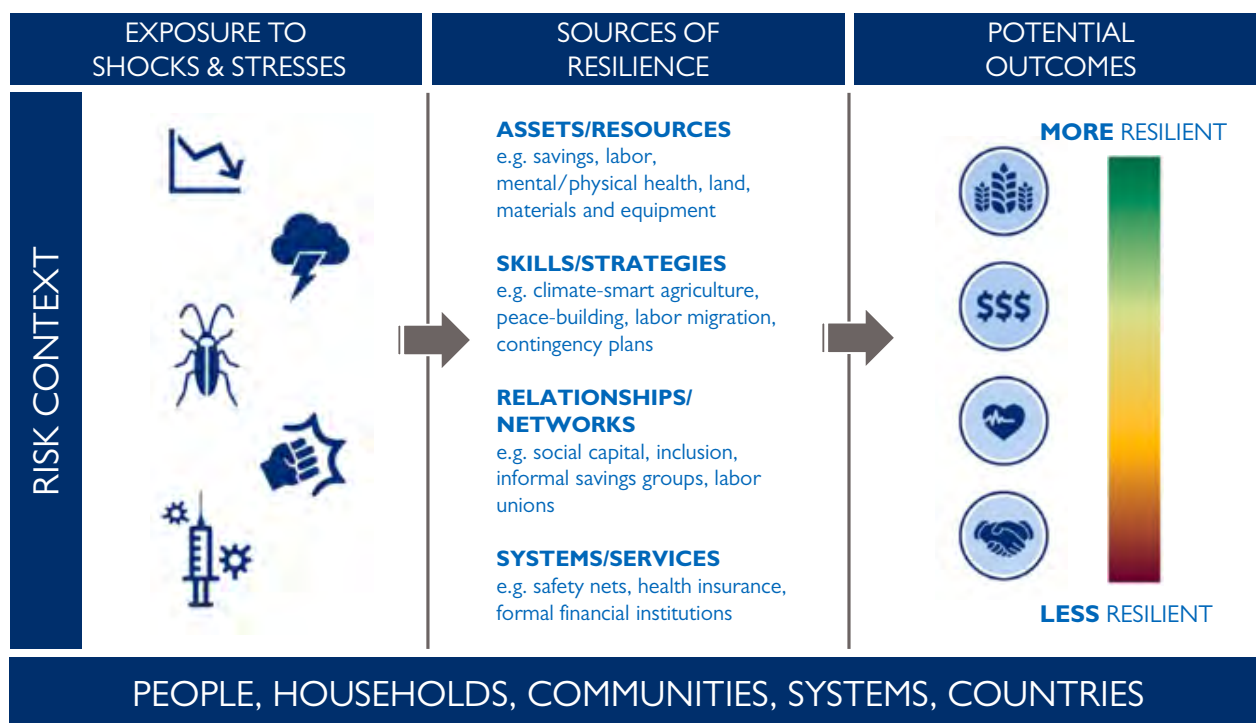 EXPOSURE TO
SHOCKS & STRESSES
SOURCES OF
RESILIENCE
POTENTIAL
OUTCOMES
RISK CONTEXT
ASSETS/RESOURCES
e.g. savings, labor,
mental/physical health, land,
materials and equipment
SKILLS/STRATEGIES
e.g. climate-smart agriculture,
peace-building, labor migration,
contingency plans
RELATIONSHIPS/
NETWORKS
e.g. social capital, inclusion,
informal savings groups, labor
unions
SYSTEMS/SERVICES
e.g. safety nets, health insurance,
formal financial institutions
MORE RESILIENT
$$$
LESS RESILIENT
PEOPLE, HOUSEHOLDS, COMMUNITIES, SYSTEMS, COUNTRIES